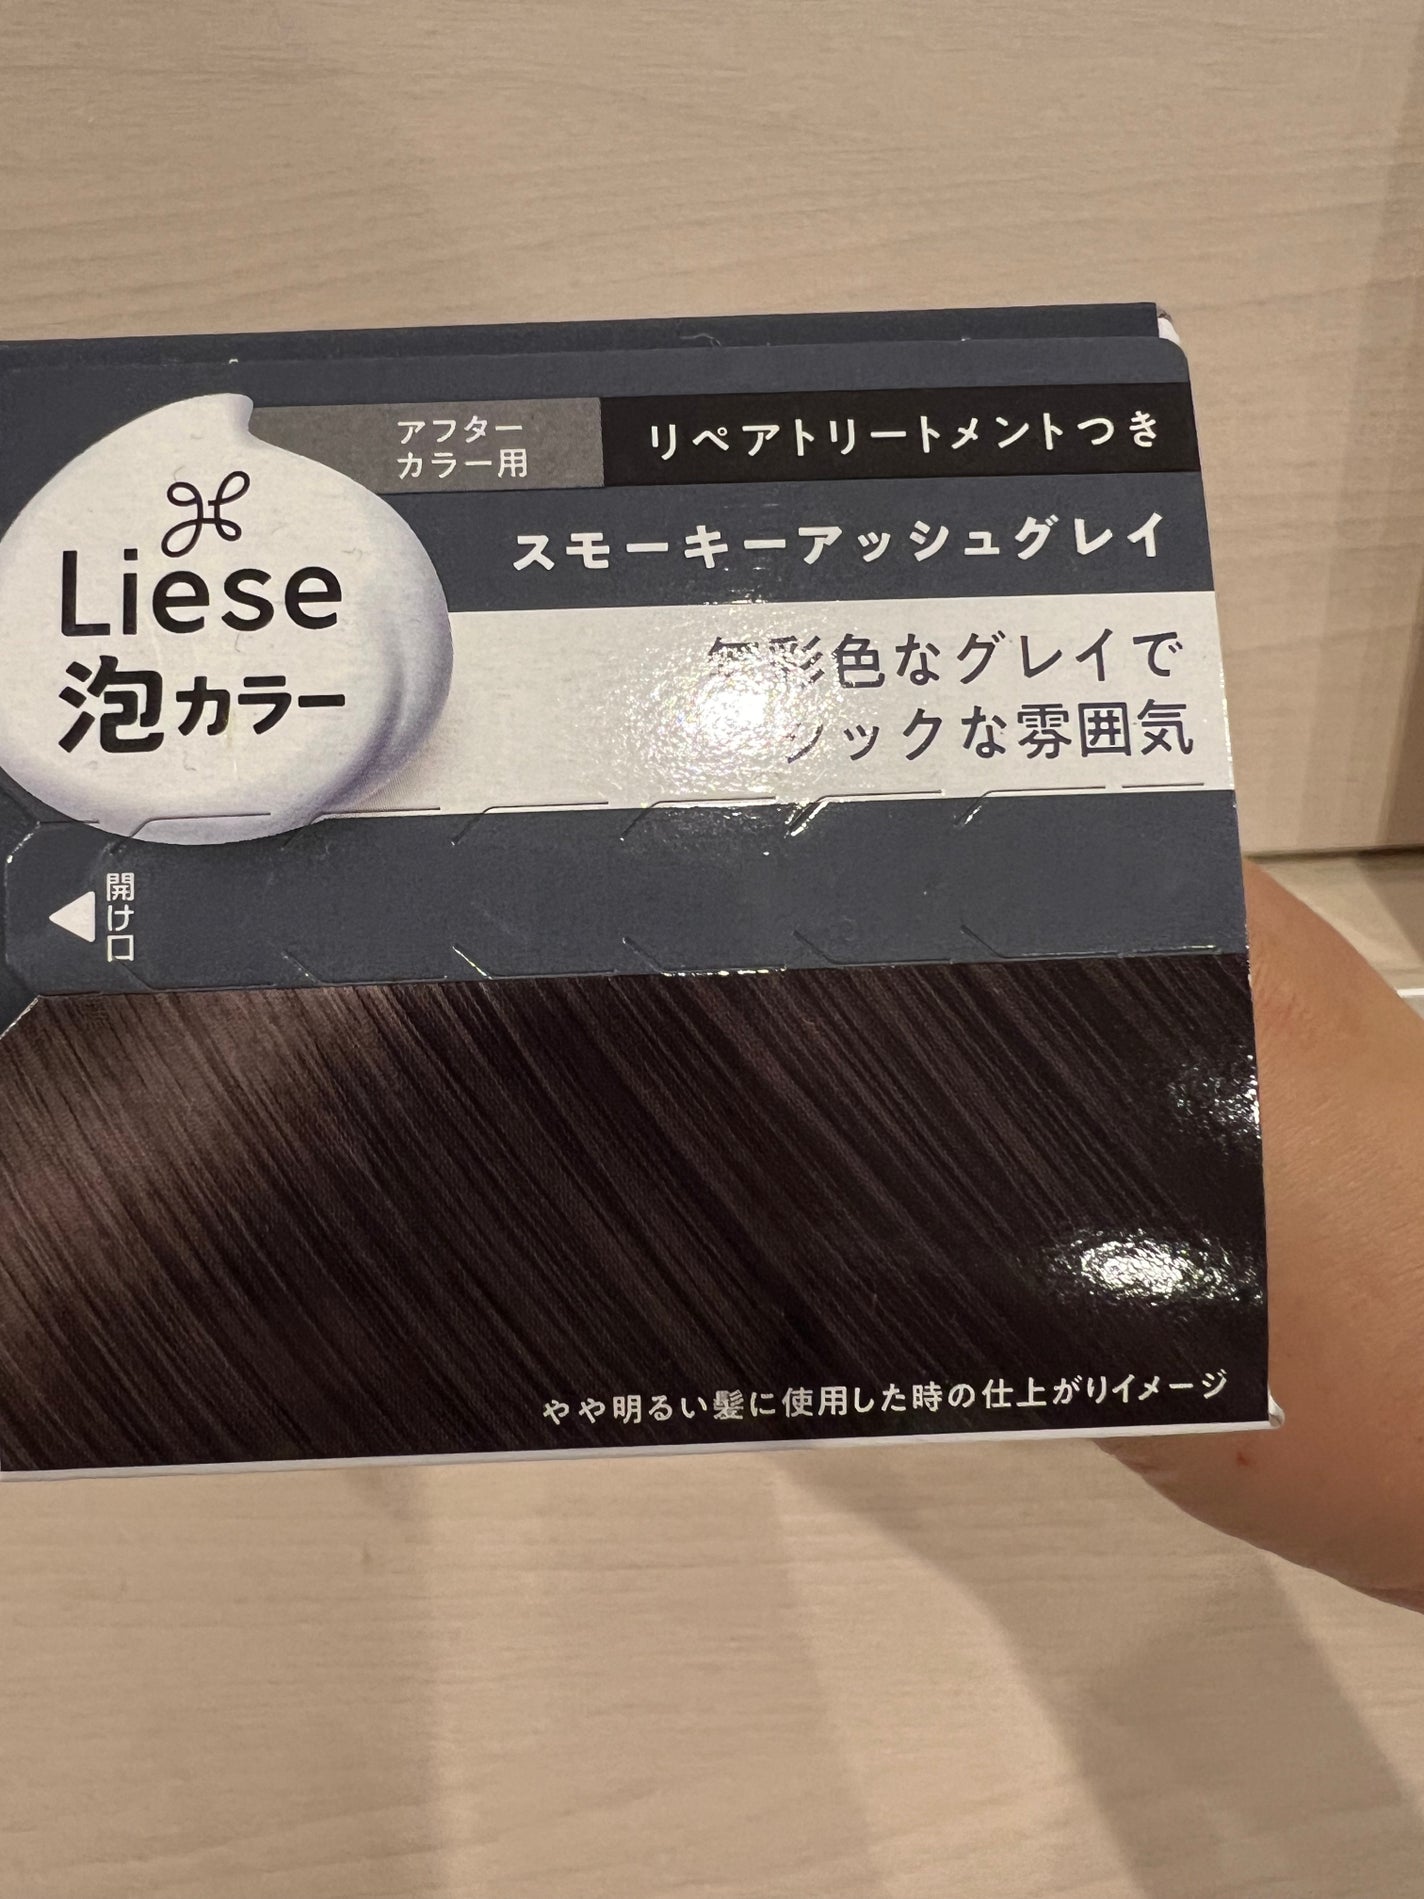 アフター
カラー用
リペアトリートメントつき
スモーキーアッシュグレイ
Liese
泡カラー
無彩色なグレイで
シックな雰囲気
開け口
やや明るい髪に使用した時の仕上がりイメージ